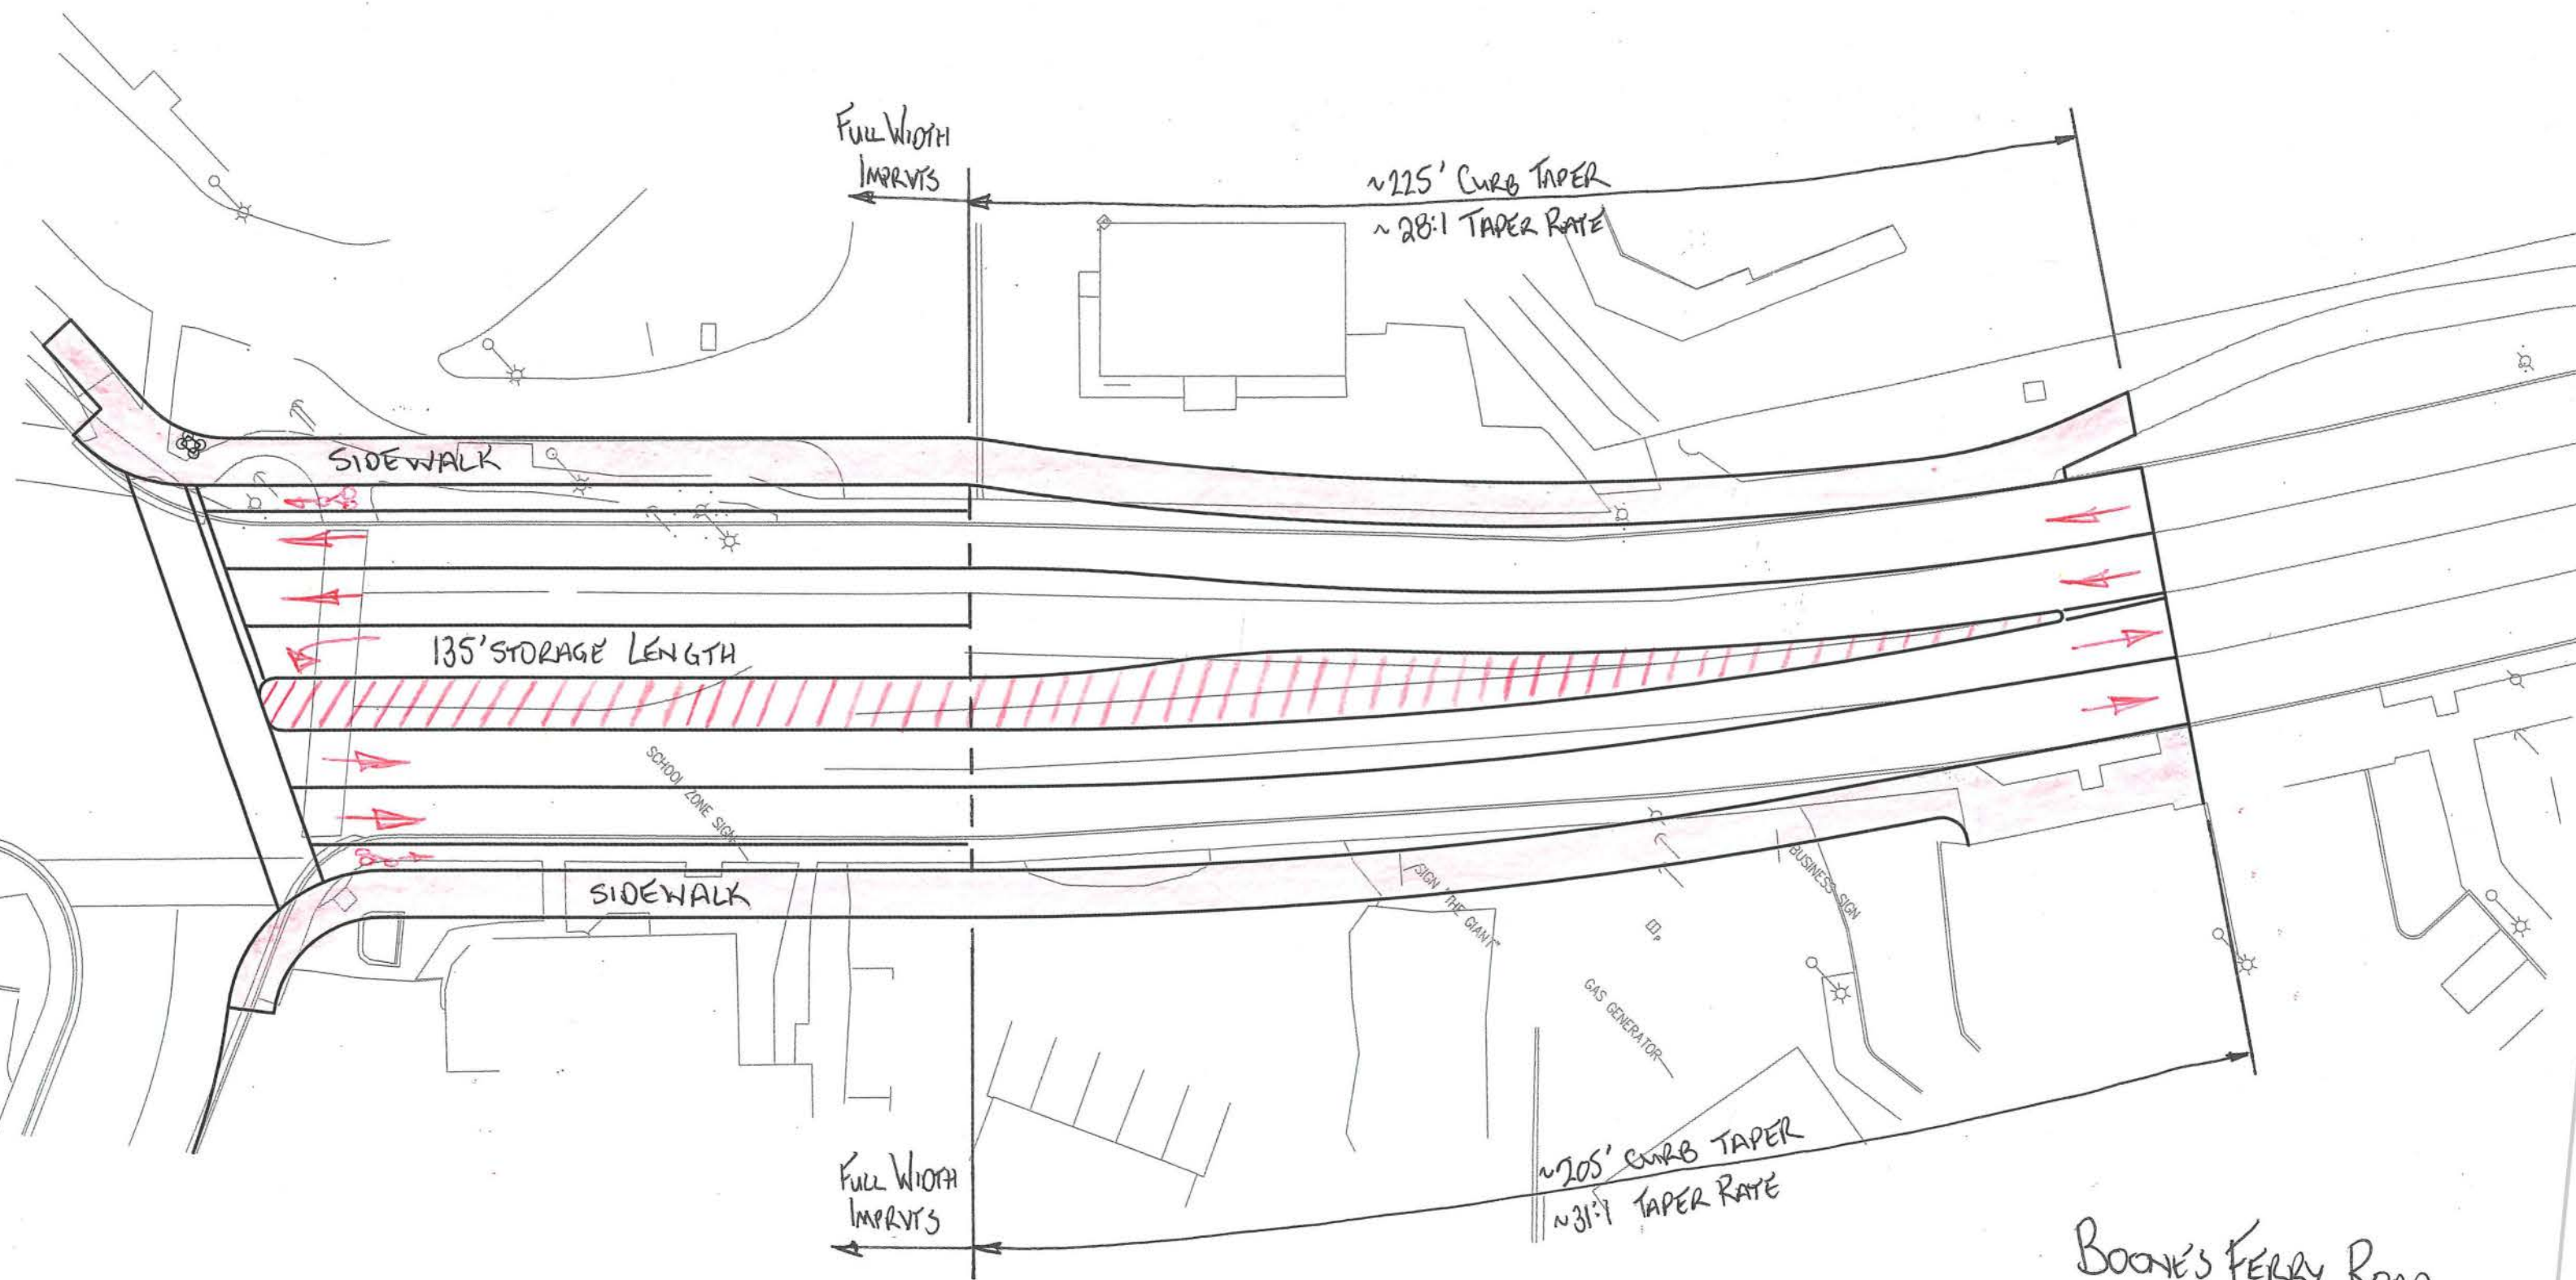 FULL WIDTH
IMPRVTS
~225' CURB TAPER
~28:1 TAPER RATE
SIDEWALK
135' STORAGE LENGTH
SCHOOL ZONE SIGN
SIDEWALK
SIGN "THE GIANT"
BUSINESS SIGN
GAS GENERATOR
FULL WIDTH
IMPRVTS
~205' CURB TAPER
~31:1 TAPER RATE
BOONE'S FERRY ROAD